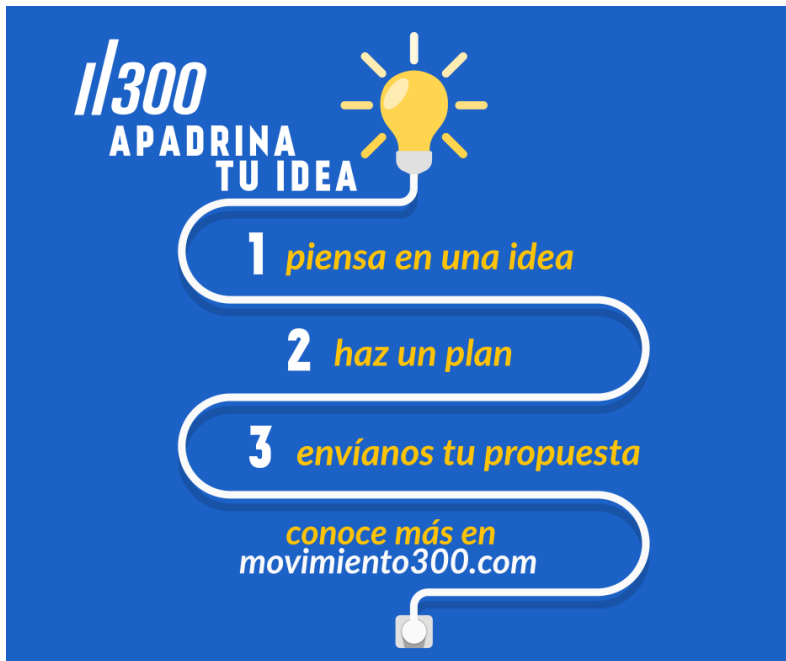 300
APADRINA
TU IDEA
1 piensa en una idea
2 haz un plan
3 envíanos tu propuesta
conoce más en
movimiento300.com